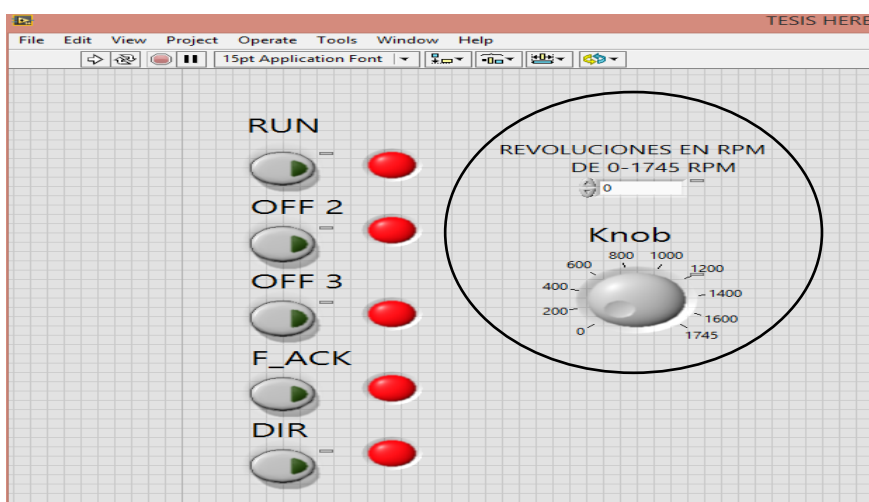 TESIS HERE
File Edit View Project Operate Tools Window Help
15pt Application Font
RUN
REVOLUCIONES EN RPM
DE 0-1745 RPM
0
OFF 2
Knob
0 200 400 600 800 1000 1200 1400 1600 1745
OFF 3
F_ACK
DIR